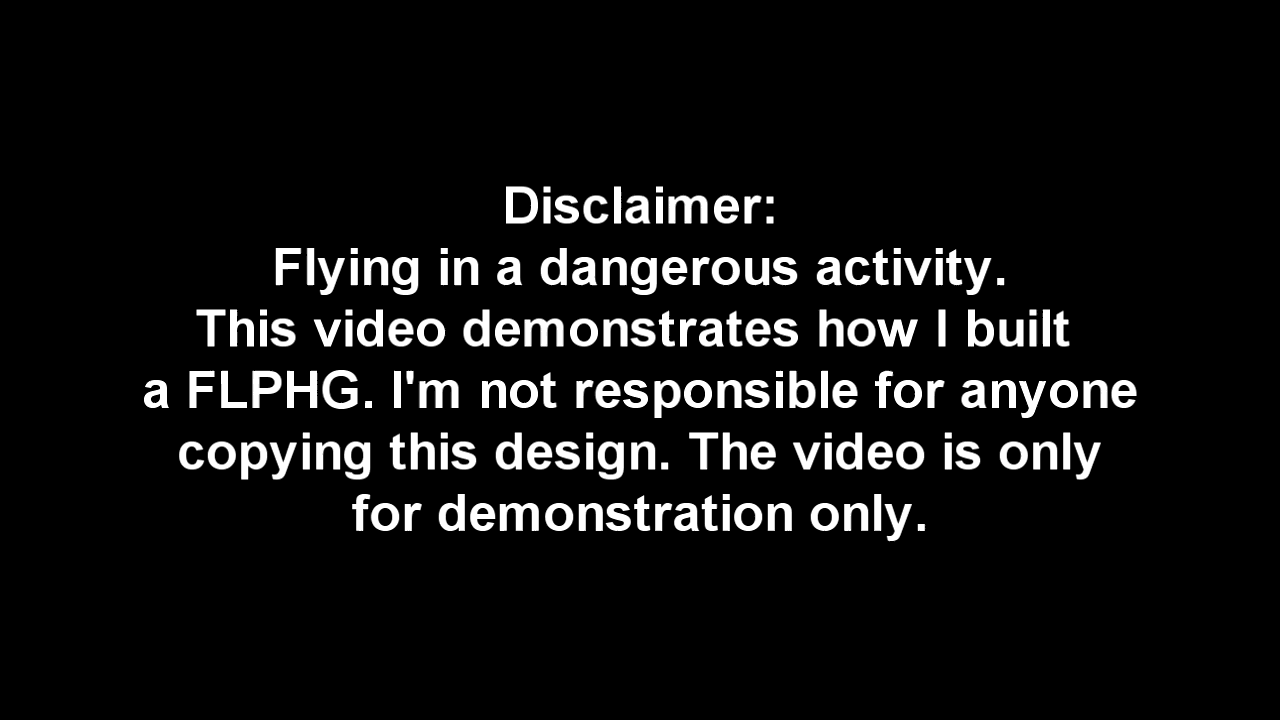 Disclaimer:
Flying in a dangerous activity.
This video demonstrates how I built
a FLPHG. I'm not responsible for anyone
copying this design. The video is only
for demonstration only.